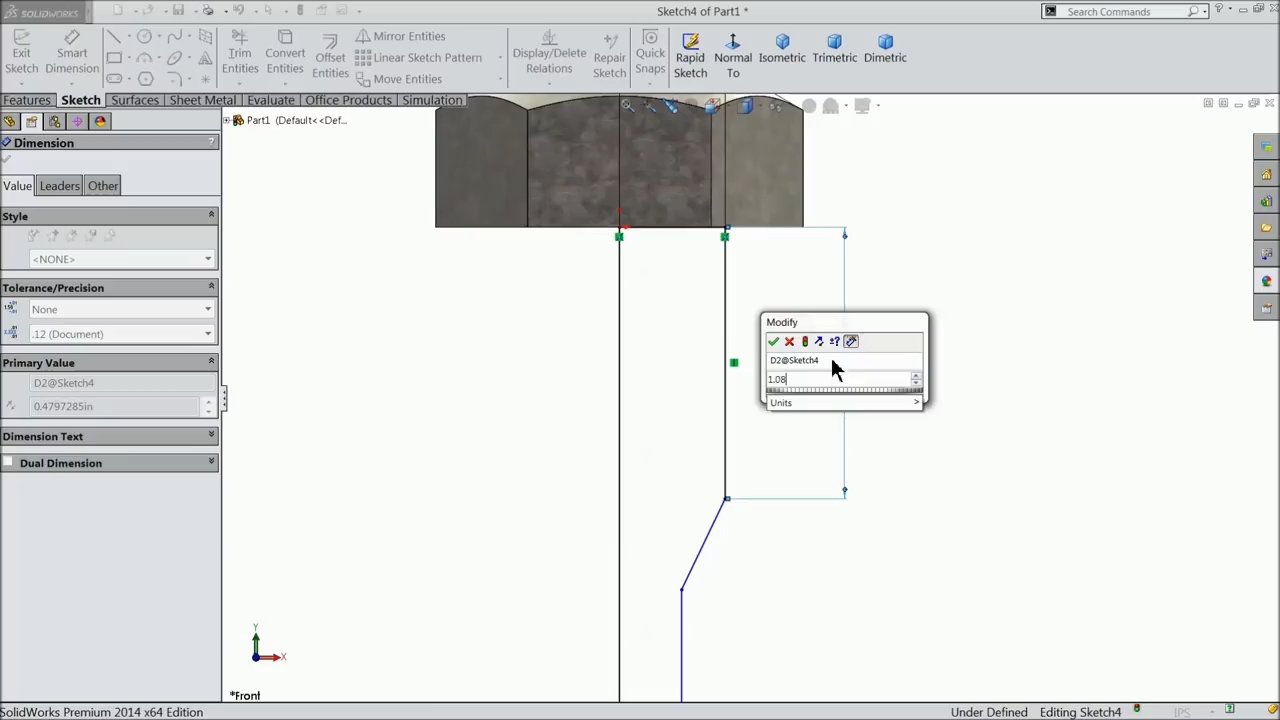 SOLIDWORKS
Sketch4 of Part1 *
Search Commands
Exit Sketch
Smart Dimension
Trim Entities
Convert Entities
Offset Entities
Mirror Entities
Linear Sketch Pattern
Move Entities
Display/Delete Relations
Repair Sketch
Quick Snaps
Rapid Sketch
Normal To
Isometric
Trimetric
Dimetric
Features
Sketch
Surfaces
Sheet Metal
Evaluate
Office Products
Simulation
Part1 (Default<<Def...
Dimension
?
Value
Leaders
Other
Style
<NONE>
Tolerance/Precision
None
.12 (Document)
Primary Value
D2@Sketch4
0.4797285in
Dimension Text
Dual Dimension
Modify
D2@Sketch4
1.08
Units >
Y
X
*Front
SolidWorks Premium 2014 x64 Edition
Under Defined
Editing Sketch4
IPS